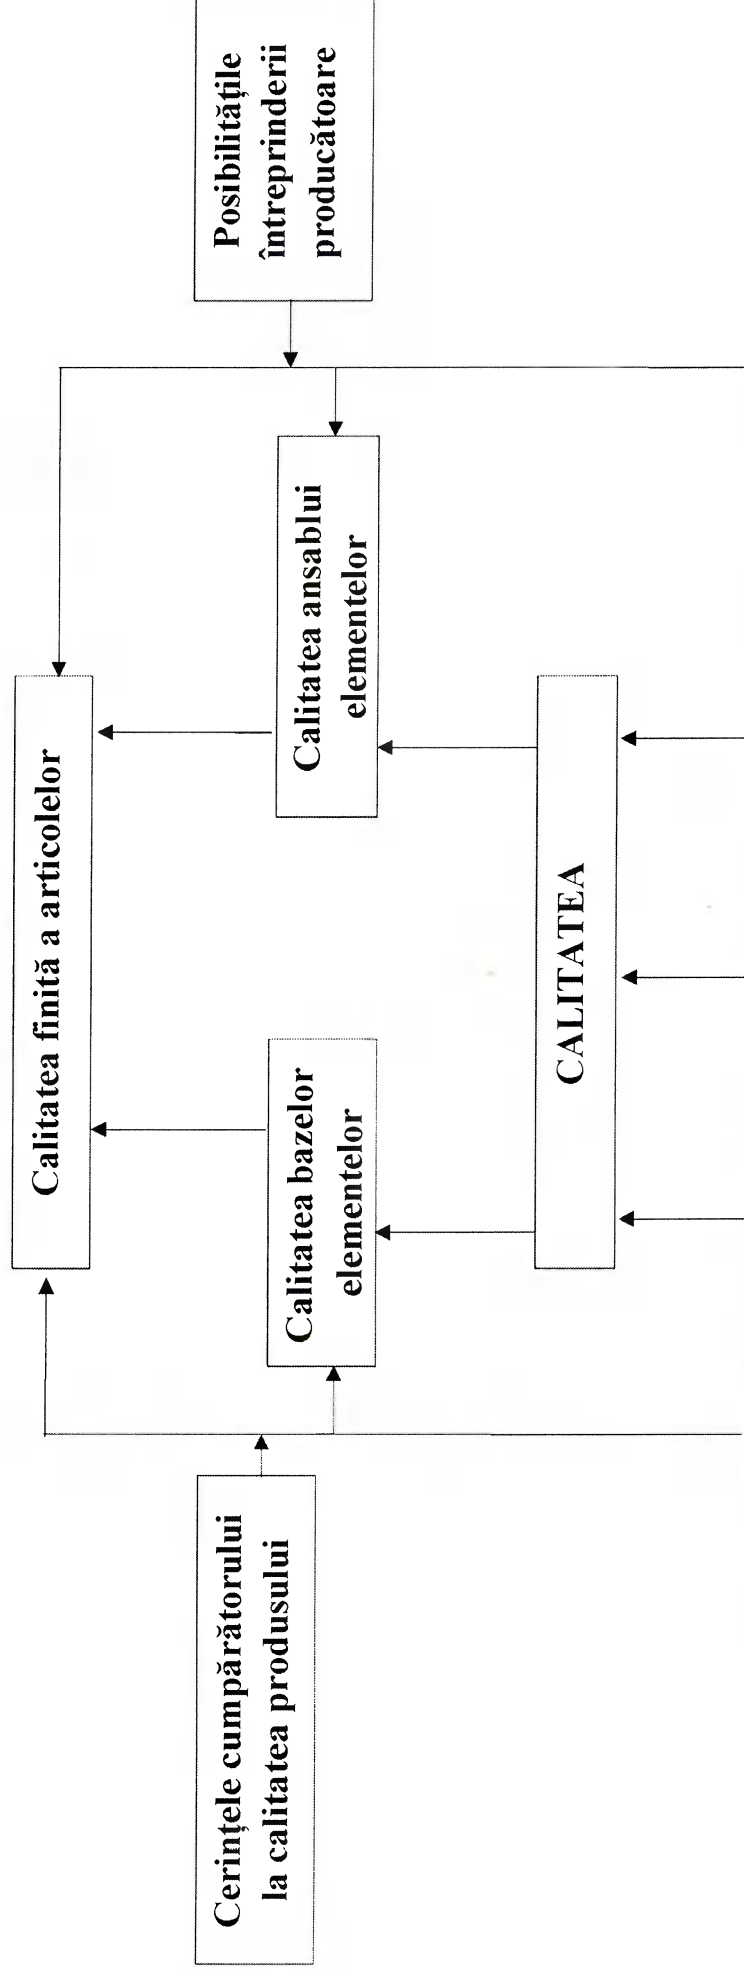 Calitatea finită a articolelor
Cerințele cumpărătorului
la calitatea produsului
Posibilitățile
întreprinderii
producătoare
Calitatea bazelor
elementelor
Calitatea ansablui
elementelor
CALITATEA